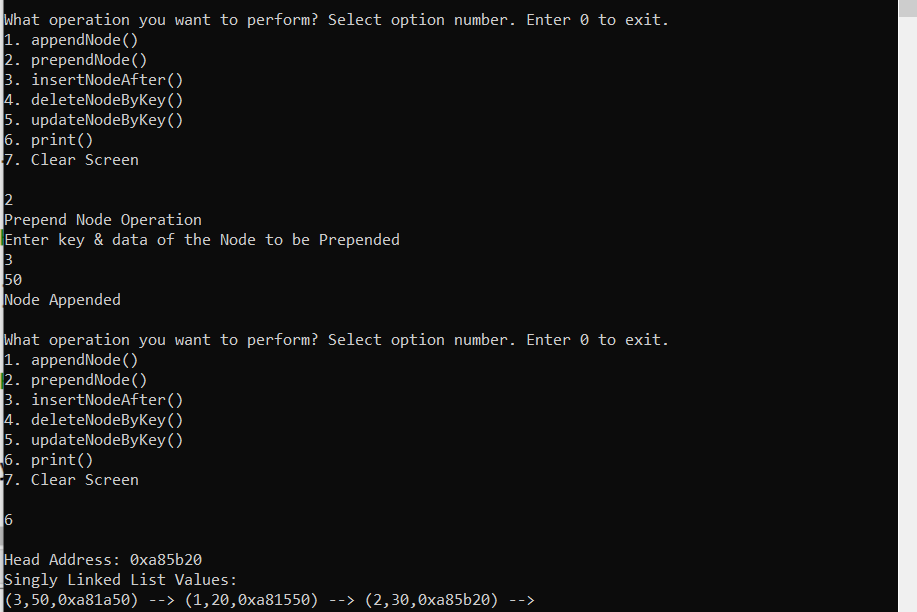 What operation you want to perform? Select option number. Enter 0 to exit.
1. appendNode()
2. prependNode()
3. insertNodeAfter()
4. deleteNodeByKey()
5. updateNodeByKey()
6. print()
7. Clear Screen
2
Prepend Node Operation
Enter key & data of the Node to be Prepended
3
50
Node Appended
What operation you want to perform? Select option number. Enter 0 to exit.
1. appendNode()
2. prependNode()
3. insertNodeAfter()
4. deleteNodeByKey()
5. updateNodeByKey()
6. print()
7. Clear Screen
6
Head Address: 0xa85b20
Singly Linked List Values:
(3,50,0xa81a50) --> (1,20,0xa81550) --> (2,30,0xa85b20) -->